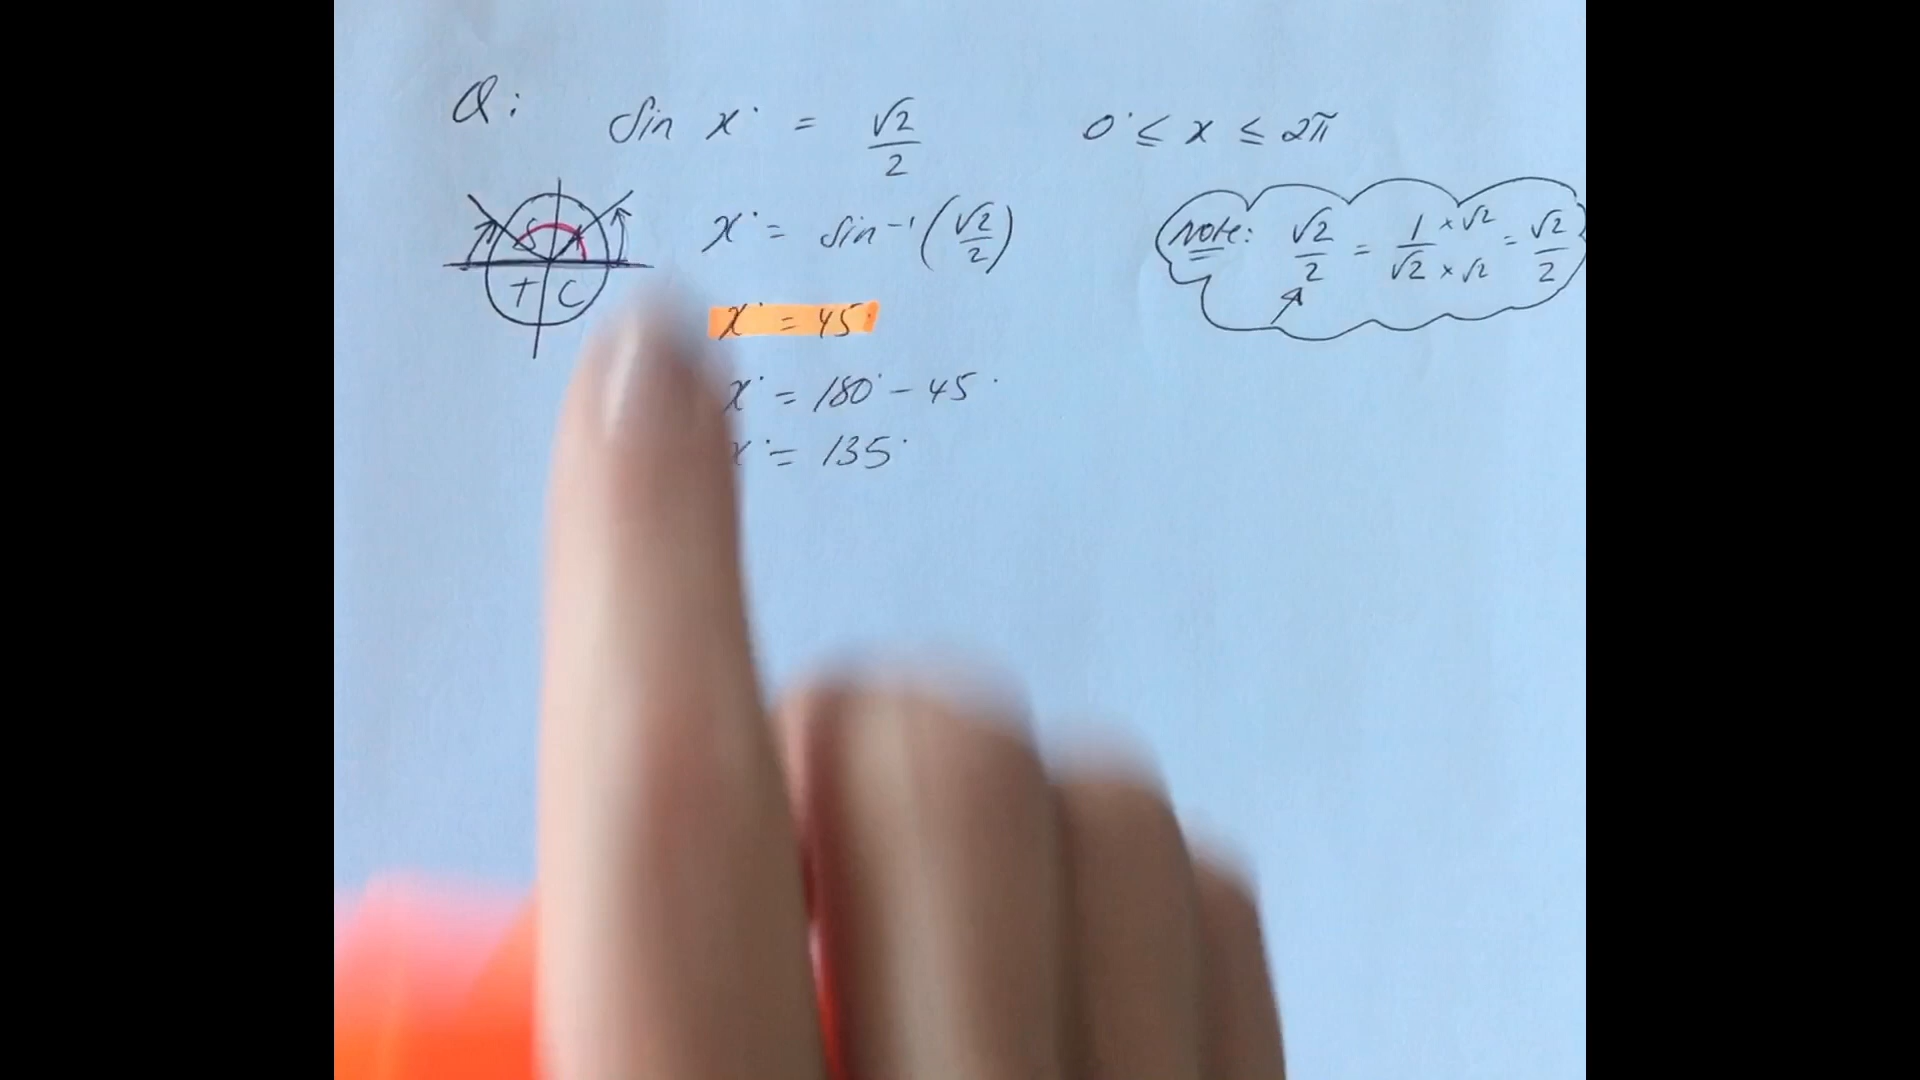 Q: sin x° = √2/2 0° ≤ x ≤ 2π
S A
T C
x° = sin⁻¹(√2/2)
Note: √2/2 = 1/√2 × √2/√2 = √2/2
x° = 45°
x° = 180° - 45°
x° = 135°